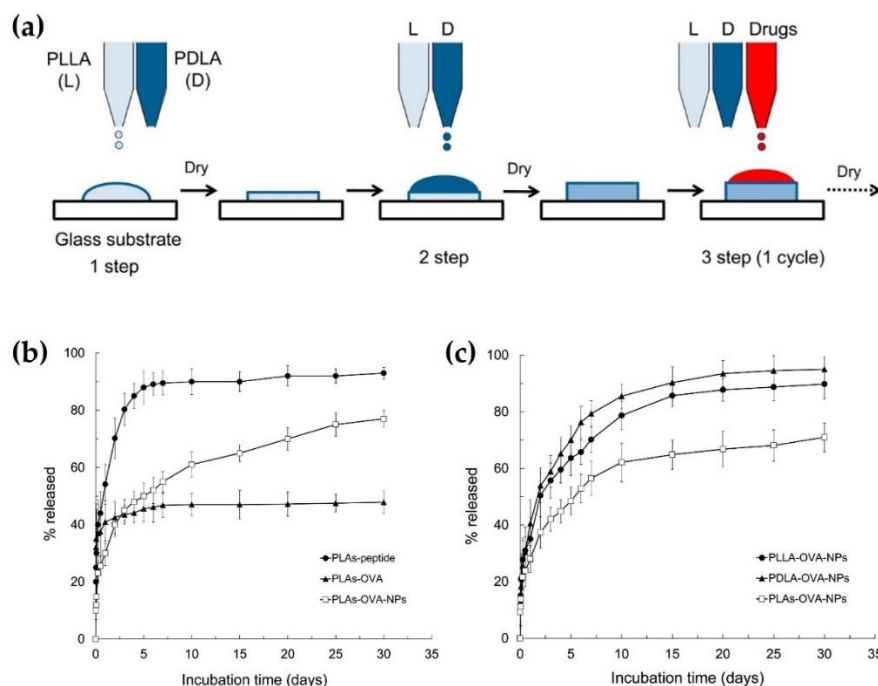 (a)
PLLA
(L)
PDLA
(D)
L D
L D Drugs
Dry
Dry
Dry
Glass substrate
1 step
2 step
3 step (1 cycle)
(b)
100
80
60
40
20
0
% released
PLAs-peptide
PLAs-OVA
PLAs-OVA-NPs
0 5 10 15 20 25 30 35
Incubation time (days)
(c)
100
80
60
40
20
0
% released
PLLA-OVA-NPs
PDLA-OVA-NPs
PLAs-OVA-NPs
0 5 10 15 20 25 30 35
Incubation time (days)